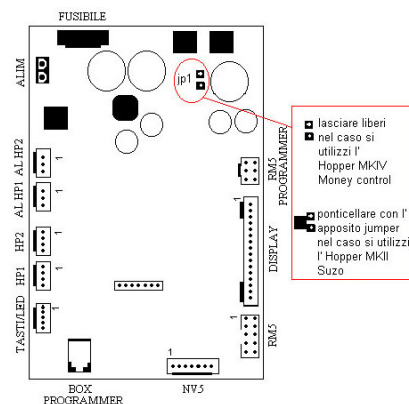 FUSIBILE
ALIM
jp1
lasciare liberi
nel caso si
utilizzi l'
Hopper MKIV
Money control
ponticellare con l'
apposito jumper
nel caso si utilizzi
l' Hopper MKII
Suzo
AL HP2
1
AL HP1
1
HP2
1
HP1
1
TASTI/LED
1
RM5
PROGRAMMER
DISPLAY
1
RM5
1
BOX
PROGRAMMER
NV5